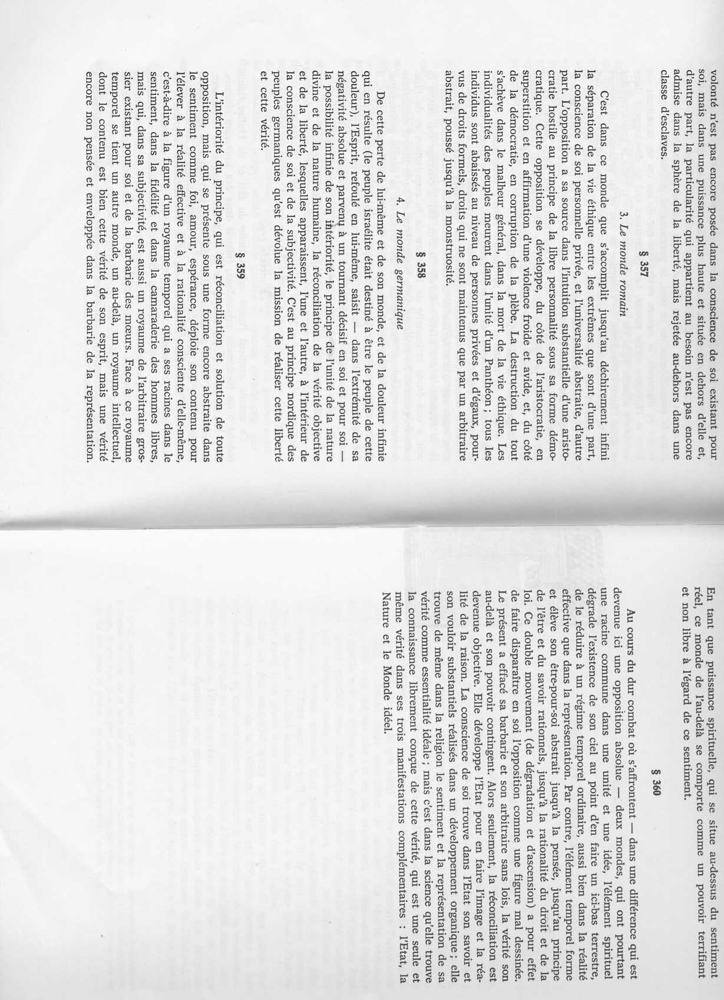 volonté n'est pas encore posée dans la conscience de soi existant pour
soi, mais dans une puissance plus haute et située en dehors d'elle et,
d'autre part, la particularité qui appartient au besoin n'est pas encore
admise dans la sphère de la liberté, mais rejetée au-dehors dans une
classe d'esclaves.
§ 357
3. Le monde romain
C'est dans ce monde que s'accomplit jusqu'au déchirement infini
la séparation de la vie éthique entre les extrêmes que sont d'une part,
la conscience de soi personnelle privée, et l'universalité abstraite, d'autre
part. L'opposition a sa source dans l'intuition substantielle d'une aristo-
cratie hostile au principe de la libre personnalité sous sa forme démo-
cratique. Cette opposition se développe, du côté de l'aristocratie, en
superstition et en affirmation d'une violence froide et avide, et, du côté
de la démocratie, en corruption de la plèbe. La destruction du tout
s'achève dans le malheur général, dans la mort de la vie éthique. Les
individualités des peuples meurent dans l'unité d'un Panthéon ; tous les
individus sont abaissés au niveau de personnes privées et d'égaux, pour-
vus de droits formels, droits qui ne sont maintenus que par un arbitraire
abstrait, poussé jusqu'à la monstruosité.
§ 358
4. Le monde germanique
De cette perte de lui-même et de son monde, et de la douleur infinie
qui en résulte (le peuple israélite était destiné à être le peuple de cette
douleur), l'Esprit, refoulé en lui-même, saisit — dans l'extrémité de sa
négativité absolue et parvenu à un tournant décisif en soi et pour soi —
la possibilité infinie de son intériorité, le principe de l'unité de la nature
divine et de la nature humaine, la réconciliation de la vérité objective
et de la liberté, lesquelles apparaissent, l'une et l'autre, à l'intérieur de
la conscience de soi et de la subjectivité. C'est au principe nordique des
peuples germaniques qu'est dévolue la mission de réaliser cette liberté
et cette vérité.
§ 359
L'intériorité du principe, qui est réconciliation et solution de toute
opposition, mais qui se présente sous une forme encore abstraite dans
le sentiment comme foi, amour, espérance, déploie son contenu pour
l'élever à la réalité effective et à la rationalité consciente d'elle-même,
c'est-à-dire à la figure d'un royaume temporel qui a ses racines dans le
sentiment, dans la fidélité et dans la camaraderie des hommes libres,
mais qui, dans sa subjectivité, est aussi un royaume de l'arbitraire gros-
sier existant pour soi et de la barbarie des mœurs. Face à ce royaume
temporel se tient un autre monde, un au-delà, un royaume intellectuel,
dont le contenu est bien cette vérité de son esprit, mais une vérité
encore non pensée et enveloppée dans la barbarie de la représentation.
En tant que puissance spirituelle, qui se situe au-dessus du sentiment
réel, ce monde de l'au-delà se comporte comme un pouvoir terrifiant
et non libre à l'égard de ce sentiment.
§ 360
Au cours du dur combat où s'affrontent — dans une différence qui est
devenue ici une opposition absolue — deux mondes, qui ont pourtant
une racine commune dans une unité et une idée, l'élément spirituel
dégrade l'existence de son ciel au point d'en faire un ici-bas terrestre,
de le réduire à un régime temporel ordinaire, aussi bien dans la réalité
effective que dans la représentation. Par contre, l'élément temporel forme
et élève son être-pour-soi abstrait jusqu'à la pensée, jusqu'au principe
de l'être et du savoir rationnels, jusqu'à la rationalité du droit et de la
loi. Ce double mouvement (de dégradation et d'ascension) a pour effet
de faire disparaître en soi l'opposition comme une figure mal dessinée.
Le présent a effacé sa barbarie et son arbitraire sans lois, la vérité son
au-delà et son pouvoir contingent. Alors seulement, la réconciliation est
devenue objective. Elle développe l'Etat pour en faire l'image et la réa-
lité de la raison. La conscience de soi trouve dans l'Etat son savoir et
son vouloir substantiels réalisés dans un développement organique ; elle
trouve de même dans la religion le sentiment et la représentation de sa
vérité comme essentialité idéale ; mais c'est dans la science qu'elle trouve
la connaissance librement conçue de cette vérité, qui est une seule et
même vérité dans ses trois manifestations complémentaires : l'Etat, la
Nature et le Monde idéel.